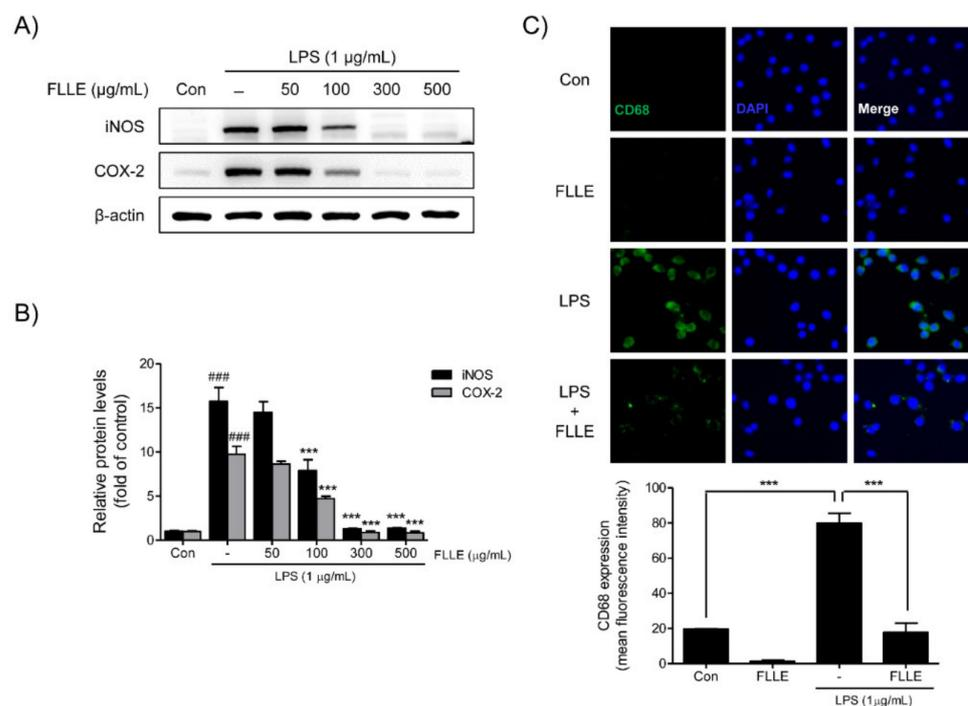 A)
LPS (1 µg/mL)
FLLE (µg/mL) Con – 50 100 300 500
iNOS
COX-2
β-actin
B)
Relative protein levels
(fold of control)
20
15
10
5
0
###
###
***
***
***
***
***
***
iNOS
COX-2
Con - 50 100 300 500 FLLE (µg/mL)
LPS (1 µg/mL)
C)
Con
CD68 DAPI Merge
FLLE
LPS
LPS
+
FLLE
CD68 expression
(mean fluorescence intensity)
100
80
60
40
20
0
*** ***
Con FLLE - FLLE
LPS (1µg/mL)